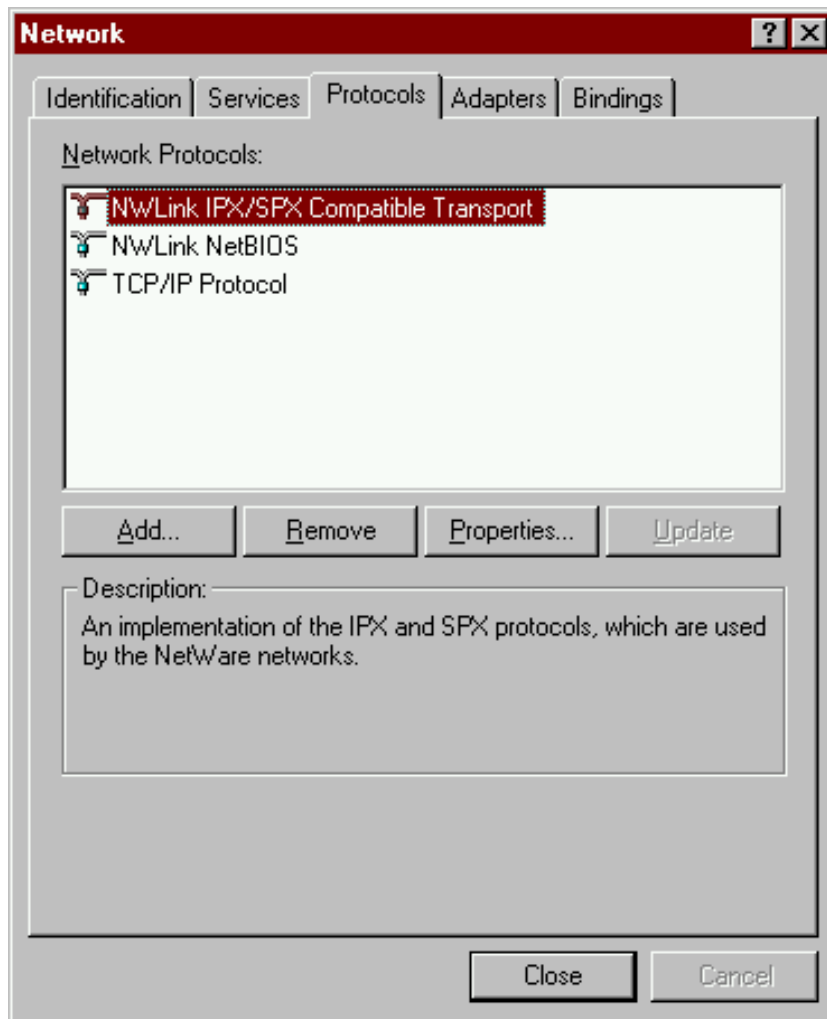 Network
Identification Services Protocols Adapters Bindings
Network Protocols:
NWLink IPX/SPX Compatible Transport
NWLink NetBIOS
TCP/IP Protocol
Add... Remove Properties... Update
Description:
An implementation of the IPX and SPX protocols, which are used
by the NetWare networks.
Close Cancel